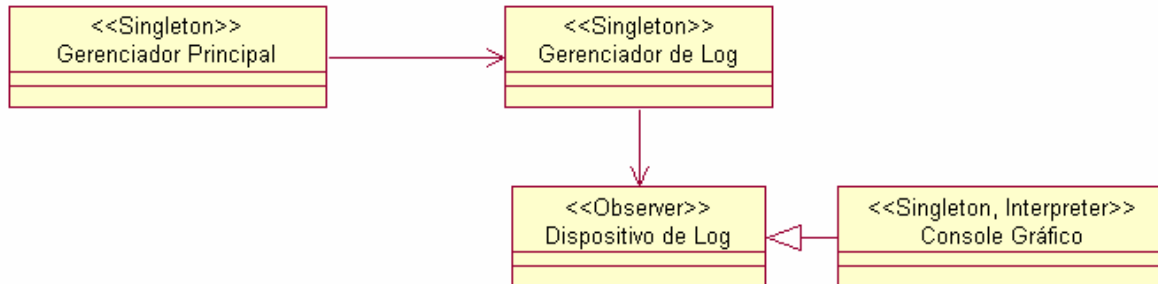 <<Singleton>>
Gerenciador Principal
<<Singleton>>
Gerenciador de Log
<<Observer>>
Dispositivo de Log
<<Singleton, Interpreter>>
Console Gráfico